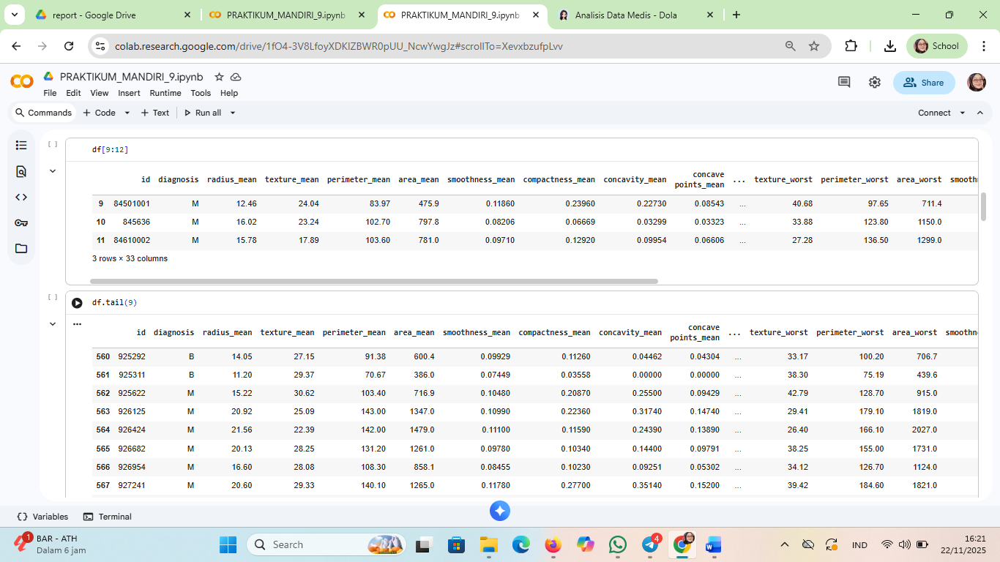 report - Google Drive
PRAKTIKUM_MANDIRI_9.ipynb
PRAKTIKUM_MANDIRI_9.ipynb
Analisis Data Medis - Dola
colab.research.google.com/drive/1fO4-3V8LfoyXDKIZBWR0pUU_NcwYwgJz#scrollTo=XevxbzufpLvv
School
PRAKTIKUM_MANDIRI_9.ipynb
File Edit View Insert Runtime Tools Help
Share
Commands + Code + Text Run all
Connect
[ ] df[9:12]
id diagnosis radius_mean texture_mean perimeter_mean area_mean smoothness_mean compactness_mean concavity_mean concave points_mean ... texture_worst perimeter_worst area_worst smoothn
9 84501001 M 12.46 24.04 83.97 475.9 0.11860 0.23960 0.22730 0.08543 ... 40.68 97.65 711.4
10 845636 M 16.02 23.24 102.70 797.8 0.08206 0.06669 0.03299 0.03323 ... 33.88 123.80 1150.0
11 84610002 M 15.78 17.89 103.60 781.0 0.09710 0.12920 0.09954 0.06606 ... 27.28 136.50 1299.0
3 rows × 33 columns
[ ] df.tail(9)
...
id diagnosis radius_mean texture_mean perimeter_mean area_mean smoothness_mean compactness_mean concavity_mean concave points_mean ... texture_worst perimeter_worst area_worst smoothn
560 925292 B 14.05 27.15 91.38 600.4 0.09929 0.11260 0.04462 0.04304 ... 33.17 100.20 706.7
561 925311 B 11.20 29.37 70.67 386.0 0.07449 0.03558 0.00000 0.00000 ... 38.30 75.19 439.6
562 925622 M 15.22 30.62 103.40 716.9 0.10480 0.20870 0.25500 0.09429 ... 42.79 128.70 915.0
563 926125 M 20.92 25.09 143.00 1347.0 0.10990 0.22360 0.31740 0.14740 ... 29.41 179.10 1819.0
564 926424 M 21.56 22.39 142.00 1479.0 0.11100 0.11590 0.24390 0.13890 ... 26.40 166.10 2027.0
565 926682 M 20.13 28.25 131.20 1261.0 0.09780 0.10340 0.14400 0.09791 ... 38.25 155.00 1731.0
566 926954 M 16.60 28.08 108.30 858.1 0.08455 0.10230 0.09251 0.05302 ... 34.12 126.70 1124.0
567 927241 M 20.60 29.33 140.10 1265.0 0.11780 0.27700 0.35140 0.15200 ... 39.42 184.60 1821.0
Variables Terminal
1
BAR - ATH
Dalam 6 jam
Search
4
IND
16:21
22/11/2025